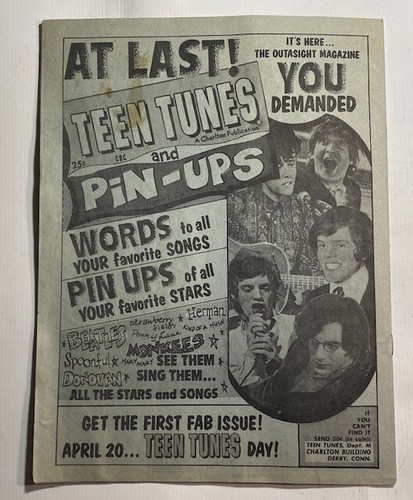 AT LAST!
IT'S HERE...
THE OUTASIGHT MAGAZINE
YOU
DEMANDED
TEEN TUNES
A Charlton Publication
25¢ CDC
and
PIN-UPS
WORDS to all
YOUR favorite SONGS
PIN UPS of all
YOUR favorite STARS
Strawberry
Fields
Herman
BEATLES
Penny Lane
KIND OF A HUSH
MONKEES
Spoonful
MARY MARY
SEE THEM
DONOVAN
SING THEM...
ALL THE STARS and SONGS
GET THE FIRST FAB ISSUE!
APRIL 20... TEEN TUNES DAY!
IF
YOU
CAN'T
FIND IT
SEND 30¢ (in coin):
TEEN TUNES, Dept. M
CHARLTON BUILDING
DERBY, CONN.